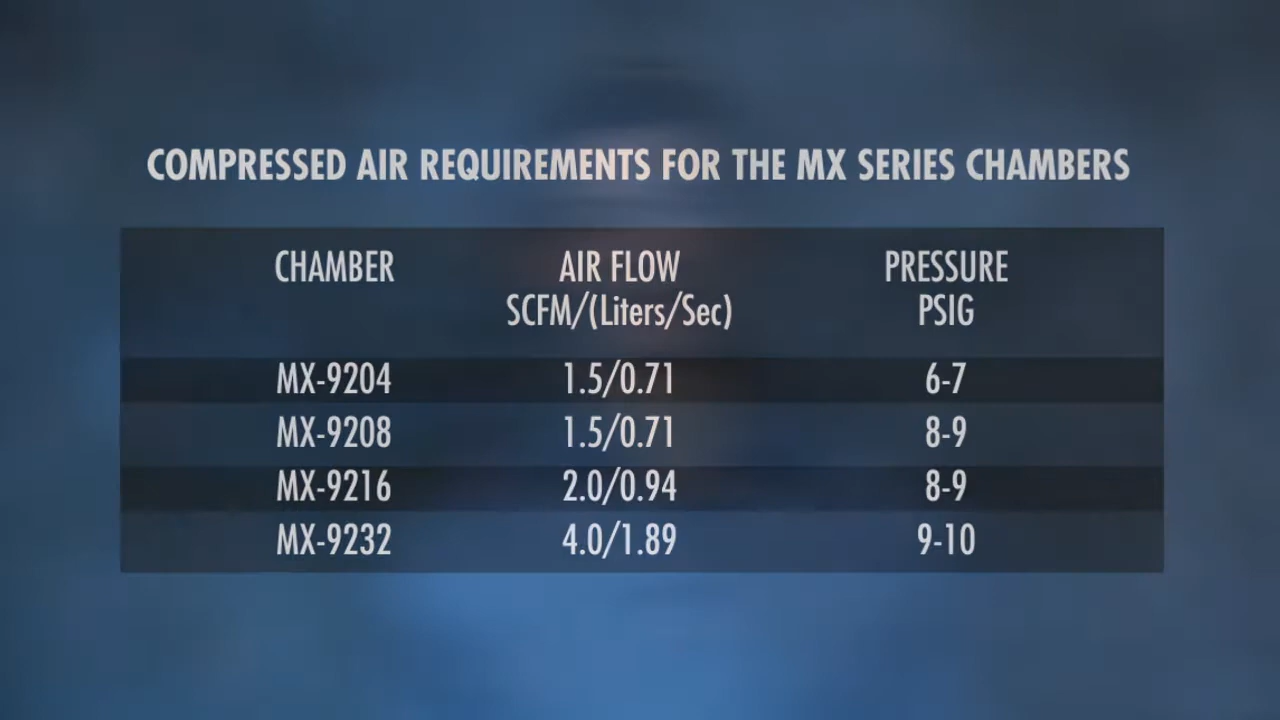 COMPRESSED AIR REQUIREMENTS FOR THE MX SERIES CHAMBERS
CHAMBER AIR FLOW PRESSURE
SCFM/(Liters/Sec) PSIG
MX-9204 1.5/0.71 6-7
MX-9208 1.5/0.71 8-9
MX-9216 2.0/0.94 8-9
MX-9232 4.0/1.89 9-10